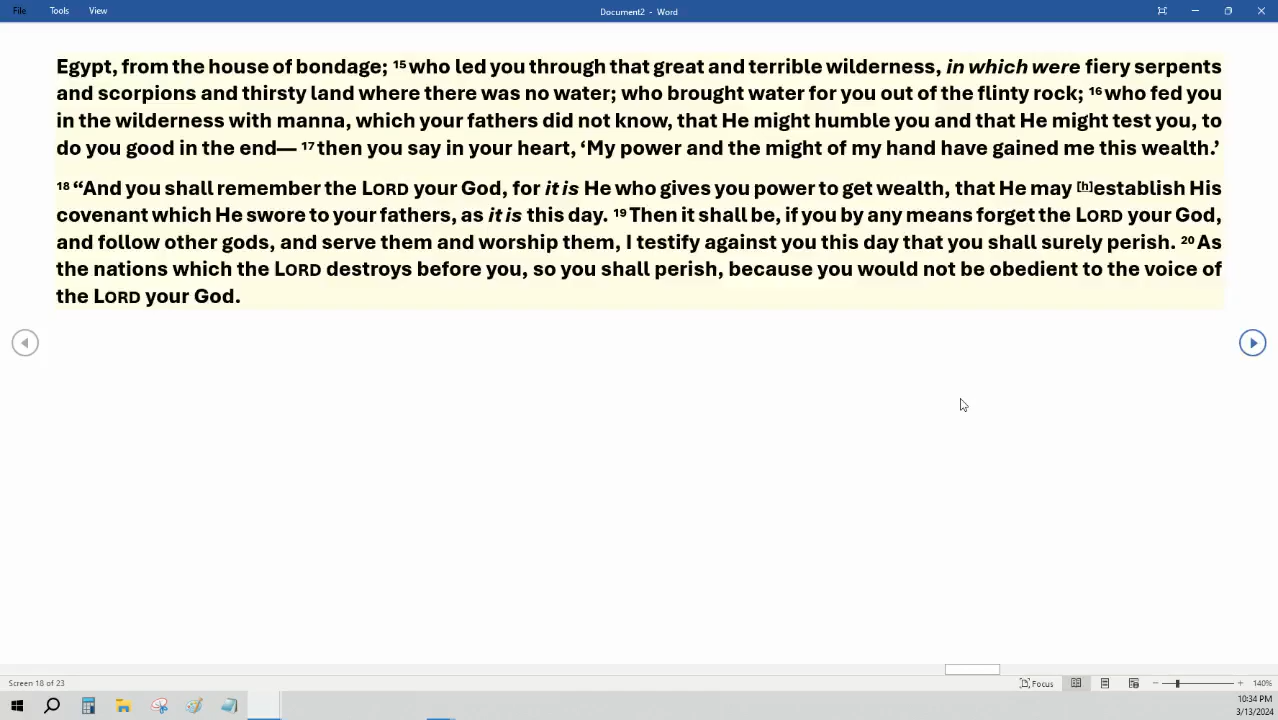 File Tools View Document2 - Word
Egypt, from the house of bondage; 15 who led you through that great and terrible wilderness, in which were fiery serpents
and scorpions and thirsty land where there was no water; who brought water for you out of the flinty rock; 16 who fed you
in the wilderness with manna, which your fathers did not know, that He might humble you and that He might test you, to
do you good in the end— 17 then you say in your heart, ‘My power and the might of my hand have gained me this wealth.’
18 “And you shall remember the LORD your God, for it is He who gives you power to get wealth, that He may [h]establish His
covenant which He swore to your fathers, as it is this day. 19 Then it shall be, if you by any means forget the LORD your God,
and follow other gods, and serve them and worship them, I testify against you this day that you shall surely perish. 20 As
the nations which the LORD destroys before you, so you shall perish, because you would not be obedient to the voice of
the LORD your God.
Screen 18 of 23 Focus 140%
10:34 PM
3/13/2024